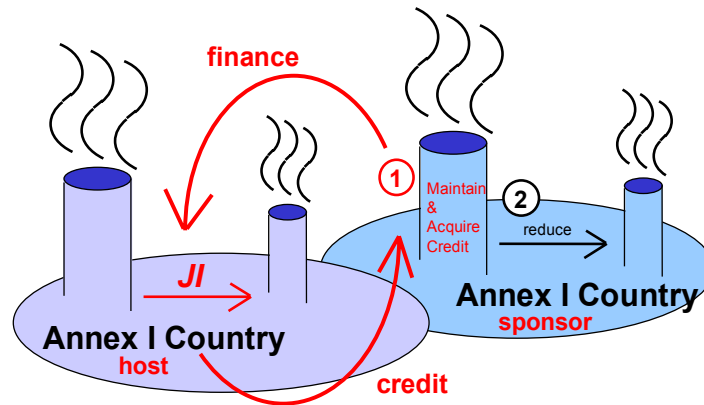 finance
1
Maintain
&
Acquire
Credit
2
reduce
JI
Annex I Country
sponsor
Annex I Country
host
credit